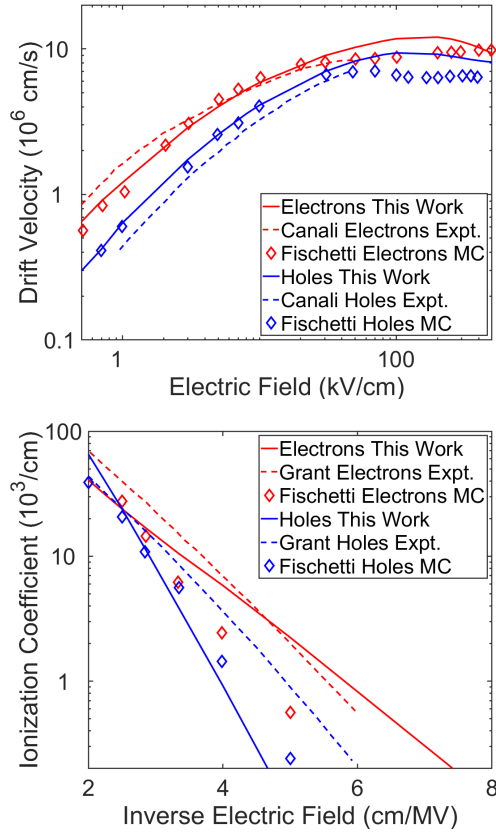 10
1
0.1
Drift Velocity (10⁶ cm/s)
Electrons This Work
Canali Electrons Expt.
Fischetti Electrons MC
Holes This Work
Canali Holes Expt.
Fischetti Holes MC
1
10
100
Electric Field (kV/cm)
100
10
1
Ionization Coefficient (10³/cm)
Electrons This Work
Grant Electrons Expt.
Fischetti Electrons MC
Holes This Work
Grant Holes Expt.
Fischetti Holes MC
2
4
6
8
Inverse Electric Field (cm/MV)